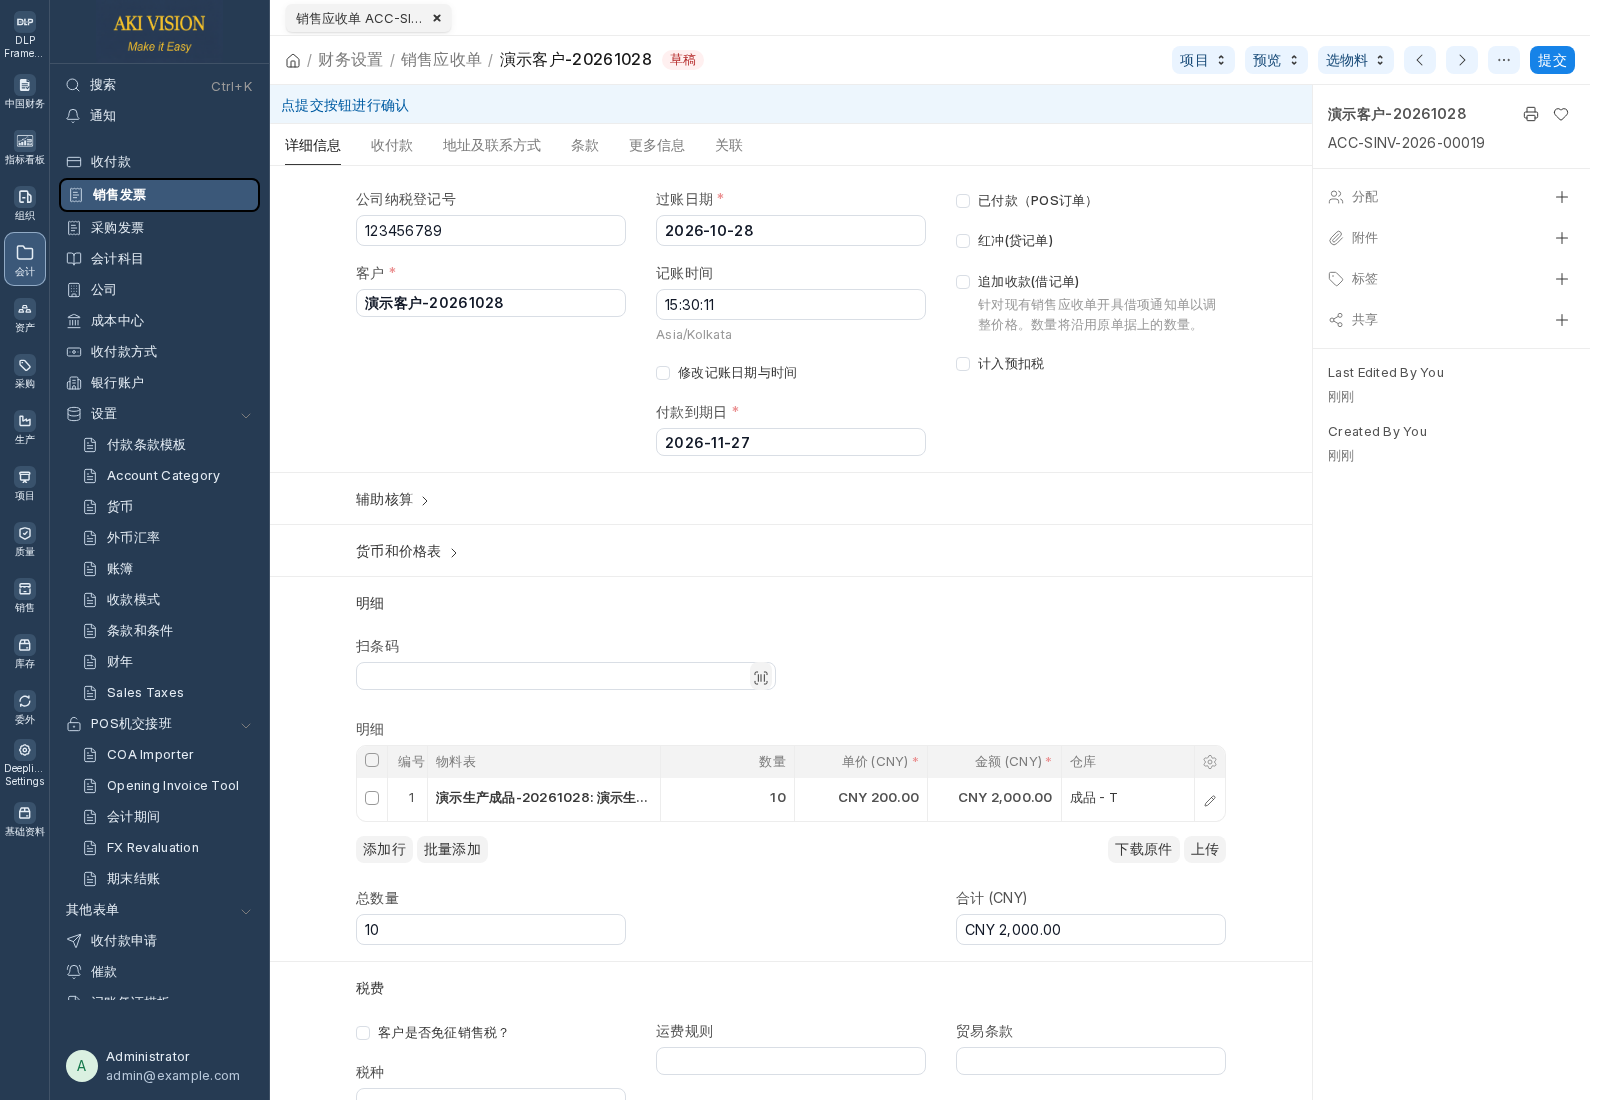 DLP
DLP
Frame...
中国财务
指标看板
组织
会计
资产
采购
生产
项目
质量
销售
库存
委外
Deepli...
Settings
基础资料
AKI VISION
Make it Easy
搜索 Ctrl+K
通知
收付款
销售发票
采购发票
会计科目
公司
成本中心
收付款方式
银行账户
设置
付款条款模板
Account Category
货币
外币汇率
账簿
收款模式
条款和条件
财年
Sales Taxes
POS机交接班
COA Importer
Opening Invoice Tool
会计期间
FX Revaluation
期末结账
其他表单
收付款申请
催款
A
Administrator
admin@example.com
销售应收单 ACC-SI... ×
/ 财务设置 / 销售应收单 / 演示客户-20261028 草稿
项目 预览 选物料 ··· 提交
点提交按钮进行确认
详细信息 收付款 地址及联系方式 条款 更多信息 关联
公司纳税登记号
123456789
客户 *
演示客户-20261028
过账日期 *
2026-10-28
记账时间
15:30:11
Asia/Kolkata
修改记账日期与时间
付款到期日 *
2026-11-27
已付款（POS订单）
红冲(贷记单)
追加收款(借记单)
针对现有销售应收单开具借项通知单以调
整价格。数量将沿用原单据上的数量。
计入预扣税
辅助核算
货币和价格表
明细
扫条码
明细
编号 物料表 数量 单价 (CNY) * 金额 (CNY) * 仓库
1 演示生产成品-20261028: 演示生... 10 CNY 200.00 CNY 2,000.00 成品 - T
添加行 批量添加 下载原件 上传
总数量
10
合计 (CNY)
CNY 2,000.00
税费
客户是否免征销售税？
税种
运费规则
贸易条款
演示客户-20261028
ACC-SINV-2026-00019
分配
附件
标签
共享
Last Edited By You
刚刚
Created By You
刚刚